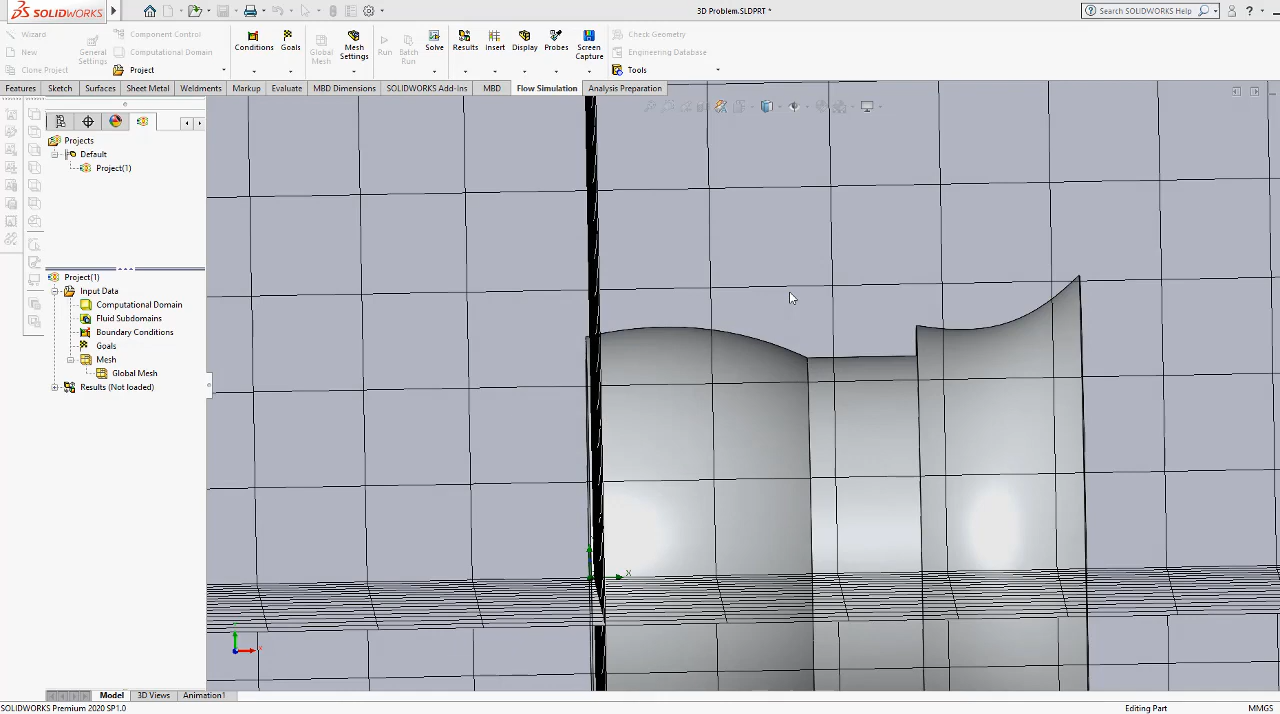 SOLIDWORKS
3D Problem.SLDPRT *
Search SOLIDWORKS Help
?
Wizard
New
Clone Project
General Settings
Component Control
Computational Domain
Project
Conditions
Goals
Global Mesh
Mesh Settings
Run
Batch Run
Solve
Results
Insert
Display
Probes
Screen Capture
Check Geometry
Engineering Database
Tools
Features
Sketch
Surfaces
Sheet Metal
Weldments
Markup
Evaluate
MBD Dimensions
SOLIDWORKS Add-Ins
MBD
Flow Simulation
Analysis Preparation
Projects
Default
Project(1)
Project(1)
Input Data
Computational Domain
Fluid Subdomains
Boundary Conditions
Goals
Mesh
Global Mesh
Results (Not loaded)
X
Model
3D Views
Animation1
SOLIDWORKS Premium 2020 SP1.0
Editing Part
MMGS